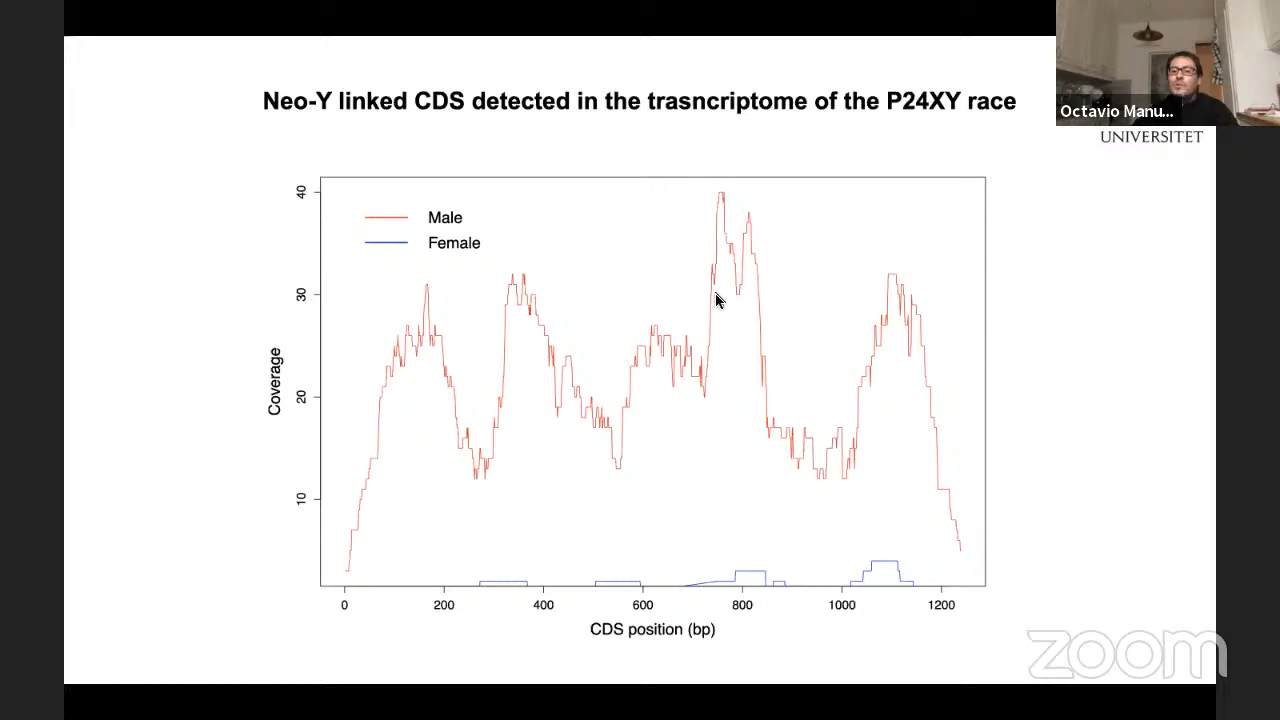 Neo-Y linked CDS detected in the trasncriptome of the P24XY race
Octavio Manu...
UNIVERSITET
Male
Female
Coverage
40
30
20
10
0
200
400
600
800
1000
1200
CDS position (bp)
zoom